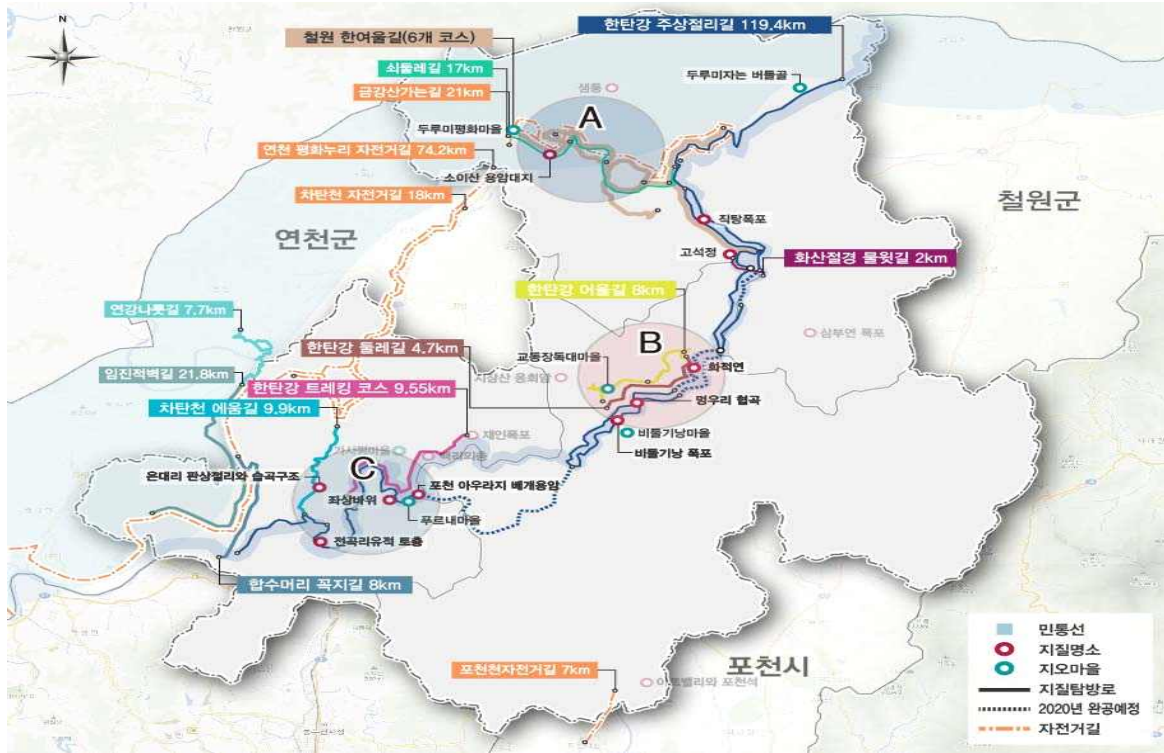 N
한탄강 주상절리길 119.4km
철원 한여울길(6개 코스)
쇠둘레길 17km
금강산가는길 21km
두루미자는 버들골
샘통
A
두루미평화마을
연천 평화누리 자전거길 74.2km
소이산 용암대지
차탄천 자전거길 18km
철원군
직탕폭포
연천군
고석정
화산절경 물윗길 2km
한탄강 어울길 8km
연강나룻길 7.7km
삼부연 폭포
B
한탄강 둘레길 4.7km
교동장독대마을
화적연
지장산 응회암
임진적벽길 21.8km
한탄강 트레킹 코스 9.55km
멍우리 협곡
차탄천 에움길 9.9km
비둘기낭마을
재인폭포
비둘기낭 폭포
C
은대리 판상절리와 습곡구조
포천 아우라지 베개용암
좌상바위
푸르내마을
전곡리유적 토층
합수머리 꼭지길 8km
포천시
포천천자전거길 7km
민통선
지질명소
지오마을
지질탐방로
2020년 완공예정
자전거길